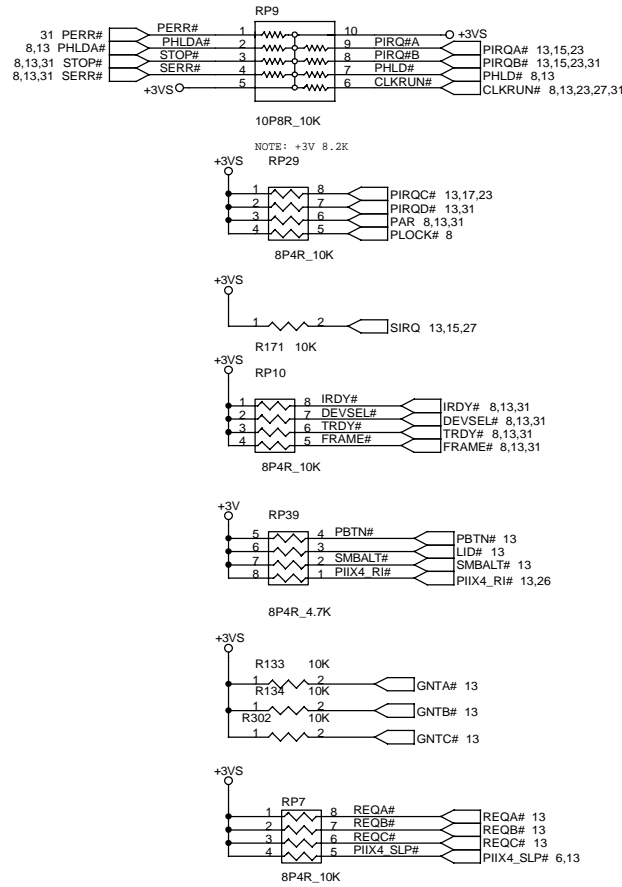 RP9
31 PERR# PERR# 1 10 +3VS
8,13 PHLDA# PHLDA# 2 9 PIRQ#A PIRQA# 13,15,23
8,13,31 STOP# STOP# 3 8 PIRQ#B PIRQB# 13,15,23,31
8,13,31 SERR# SERR# 4 7 PHLD# PHLD# 8,13
+3VS 5 6 CLKRUN# CLKRUN# 8,13,23,27,31
10P8R_10K
NOTE: +3V 8.2K
+3VS RP29
1 8 PIRQC# 13,17,23
2 7 PIRQD# 13,31
3 6 PAR 8,13,31
4 5 PLOCK# 8
8P4R_10K
+3VS
1 2 SIRQ 13,15,27
R171 10K
+3VS RP10
1 8 IRDY# IRDY# 8,13,31
2 7 DEVSEL# DEVSEL# 8,13,31
3 6 TRDY# TRDY# 8,13,31
4 5 FRAME# FRAME# 8,13,31
8P4R_10K
+3V RP39
5 4 PBTN# PBTN# 13
6 3 LID# 13
7 2 SMBALT# SMBALT# 13
8 1 PIIX4_RI# PIIX4_RI# 13,26
8P4R_4.7K
+3VS
R133 10K
1 2 GNTA# 13
R134 10K
1 2 GNTB# 13
R302 10K
1 2 GNTC# 13
+3VS
RP7
1 8 REQA# REQA# 13
2 7 REQB# REQB# 13
3 6 REQC# REQC# 13
4 5 PIIX4_SLP# PIIX4_SLP# 6,13
8P4R_10K